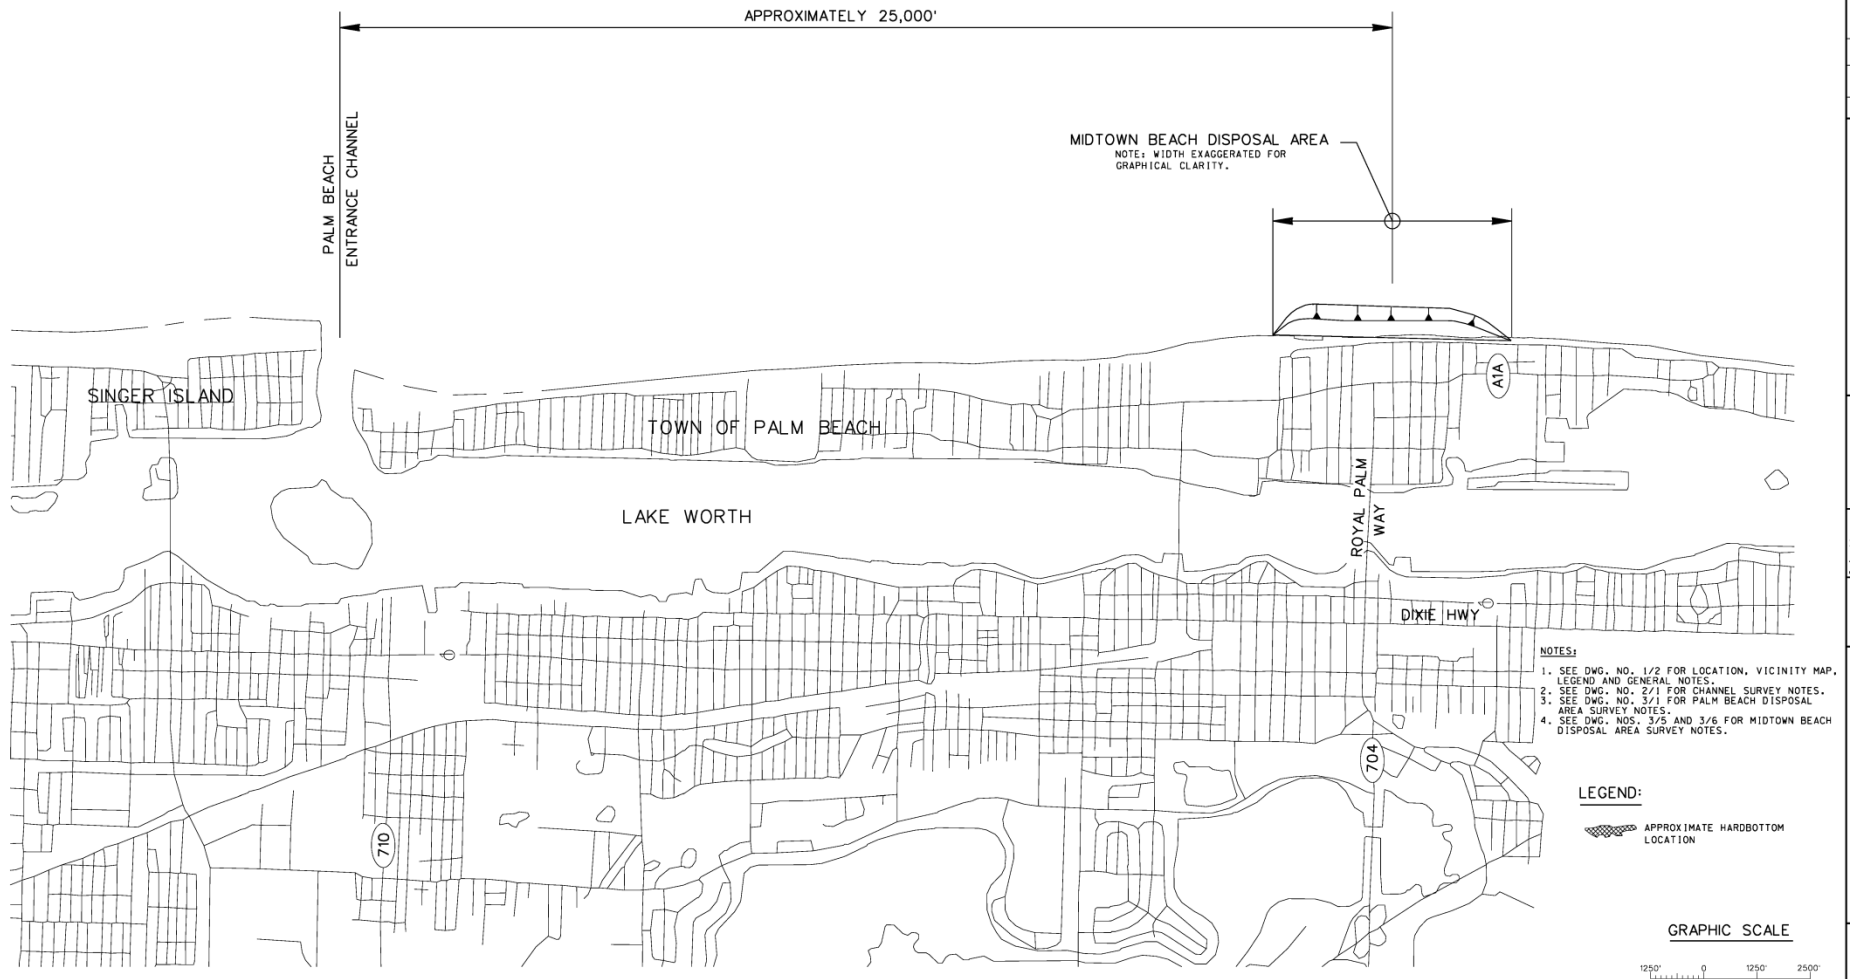 APPROXIMATELY 25,000'
PALM BEACH
ENTRANCE CHANNEL
MIDTOWN BEACH DISPOSAL AREA
NOTE: WIDTH EXAGGERATED FOR
GRAPHICAL CLARITY.
SINGER ISLAND
TOWN OF PALM BEACH
A1A
LAKE WORTH
ROYAL PALM
WAY
DIXIE HWY
NOTES:
1. SEE DWG. NO. 1/2 FOR LOCATION, VICINITY MAP,
LEGEND AND GENERAL NOTES.
2. SEE DWG. NO. 2/1 FOR CHANNEL SURVEY NOTES.
3. SEE DWG. NO. 3/1 FOR PALM BEACH DISPOSAL
AREA SURVEY NOTES.
4. SEE DWG. NOS. 3/5 AND 3/6 FOR MIDTOWN BEACH
DISPOSAL AREA SURVEY NOTES.
704
710
LEGEND:
APPROXIMATE HARDBOTTOM
LOCATION
GRAPHIC SCALE
1250' 0 1250' 2500'